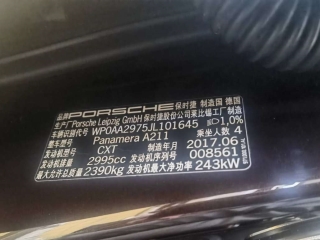 品牌 PORSCHE 保时捷 制造国 德国
生产厂 Porsche Leipzig GmbH 保时捷股份公司莱比锡工厂制造
车辆识别代号 WP0AA2975JL101645 1,0%
整车型号 Panamera A211 乘坐人数 4
发动机型号 CXT 制造年月 2017.06
发动机排量 2995cc 发动机序列号 008561
最大允许总质量 2390kg 发动机最大净功率 243kW